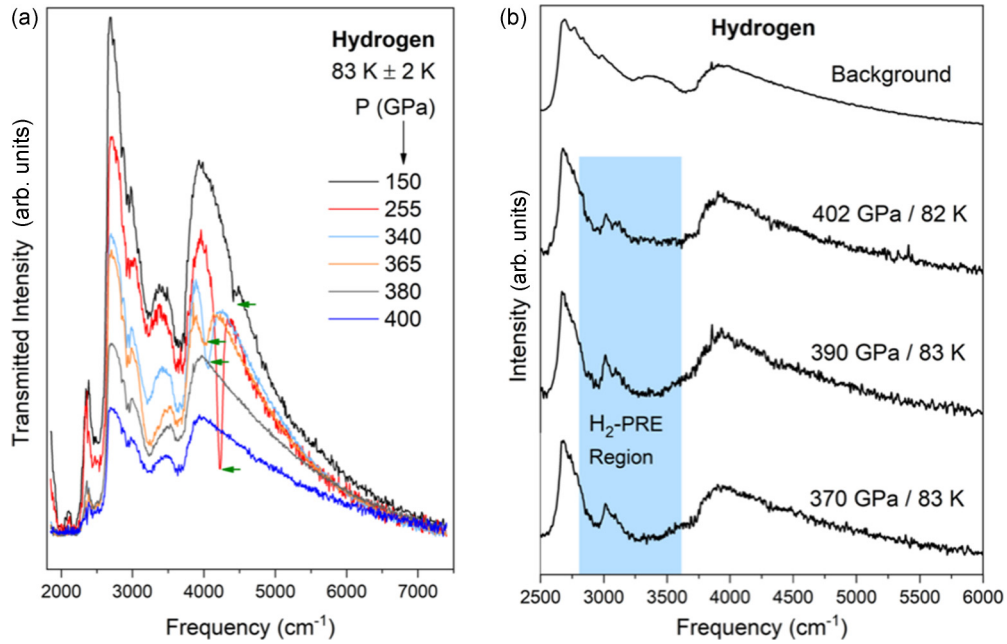 (a)
Hydrogen
83 K ± 2 K
P (GPa)
150
255
340
365
380
400
Transmitted Intensity (arb. units)
2000 3000 4000 5000 6000 7000
Frequency (cm⁻¹)
(b)
Hydrogen
Background
402 GPa / 82 K
390 GPa / 83 K
H₂-PRE
Region
370 GPa / 83 K
Intensity (arb. units)
2500 3000 3500 4000 4500 5000 5500 6000
Frequency (cm⁻¹)